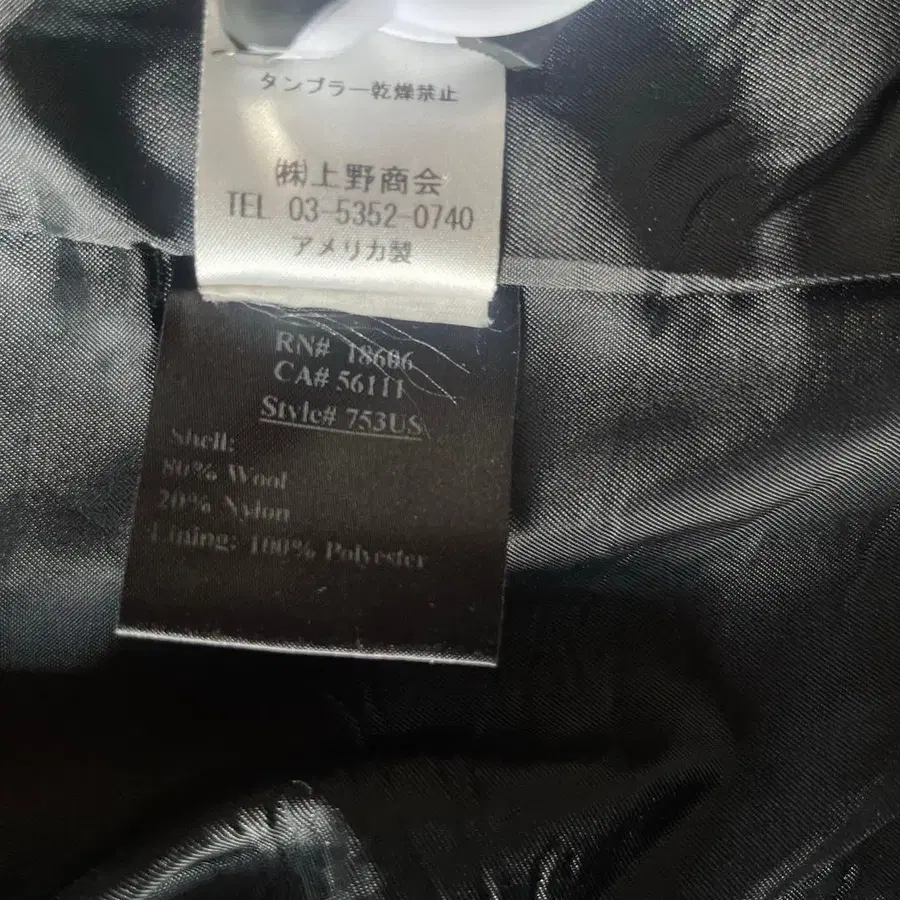 タンブラー乾燥禁止
㈱上野商会
TEL 03-5352-0740
アメリカ製
RN# 18606
CA# 56111
Style# 753US
Shell:
80% Wool
20% Nylon
Lining: 100% Polyester